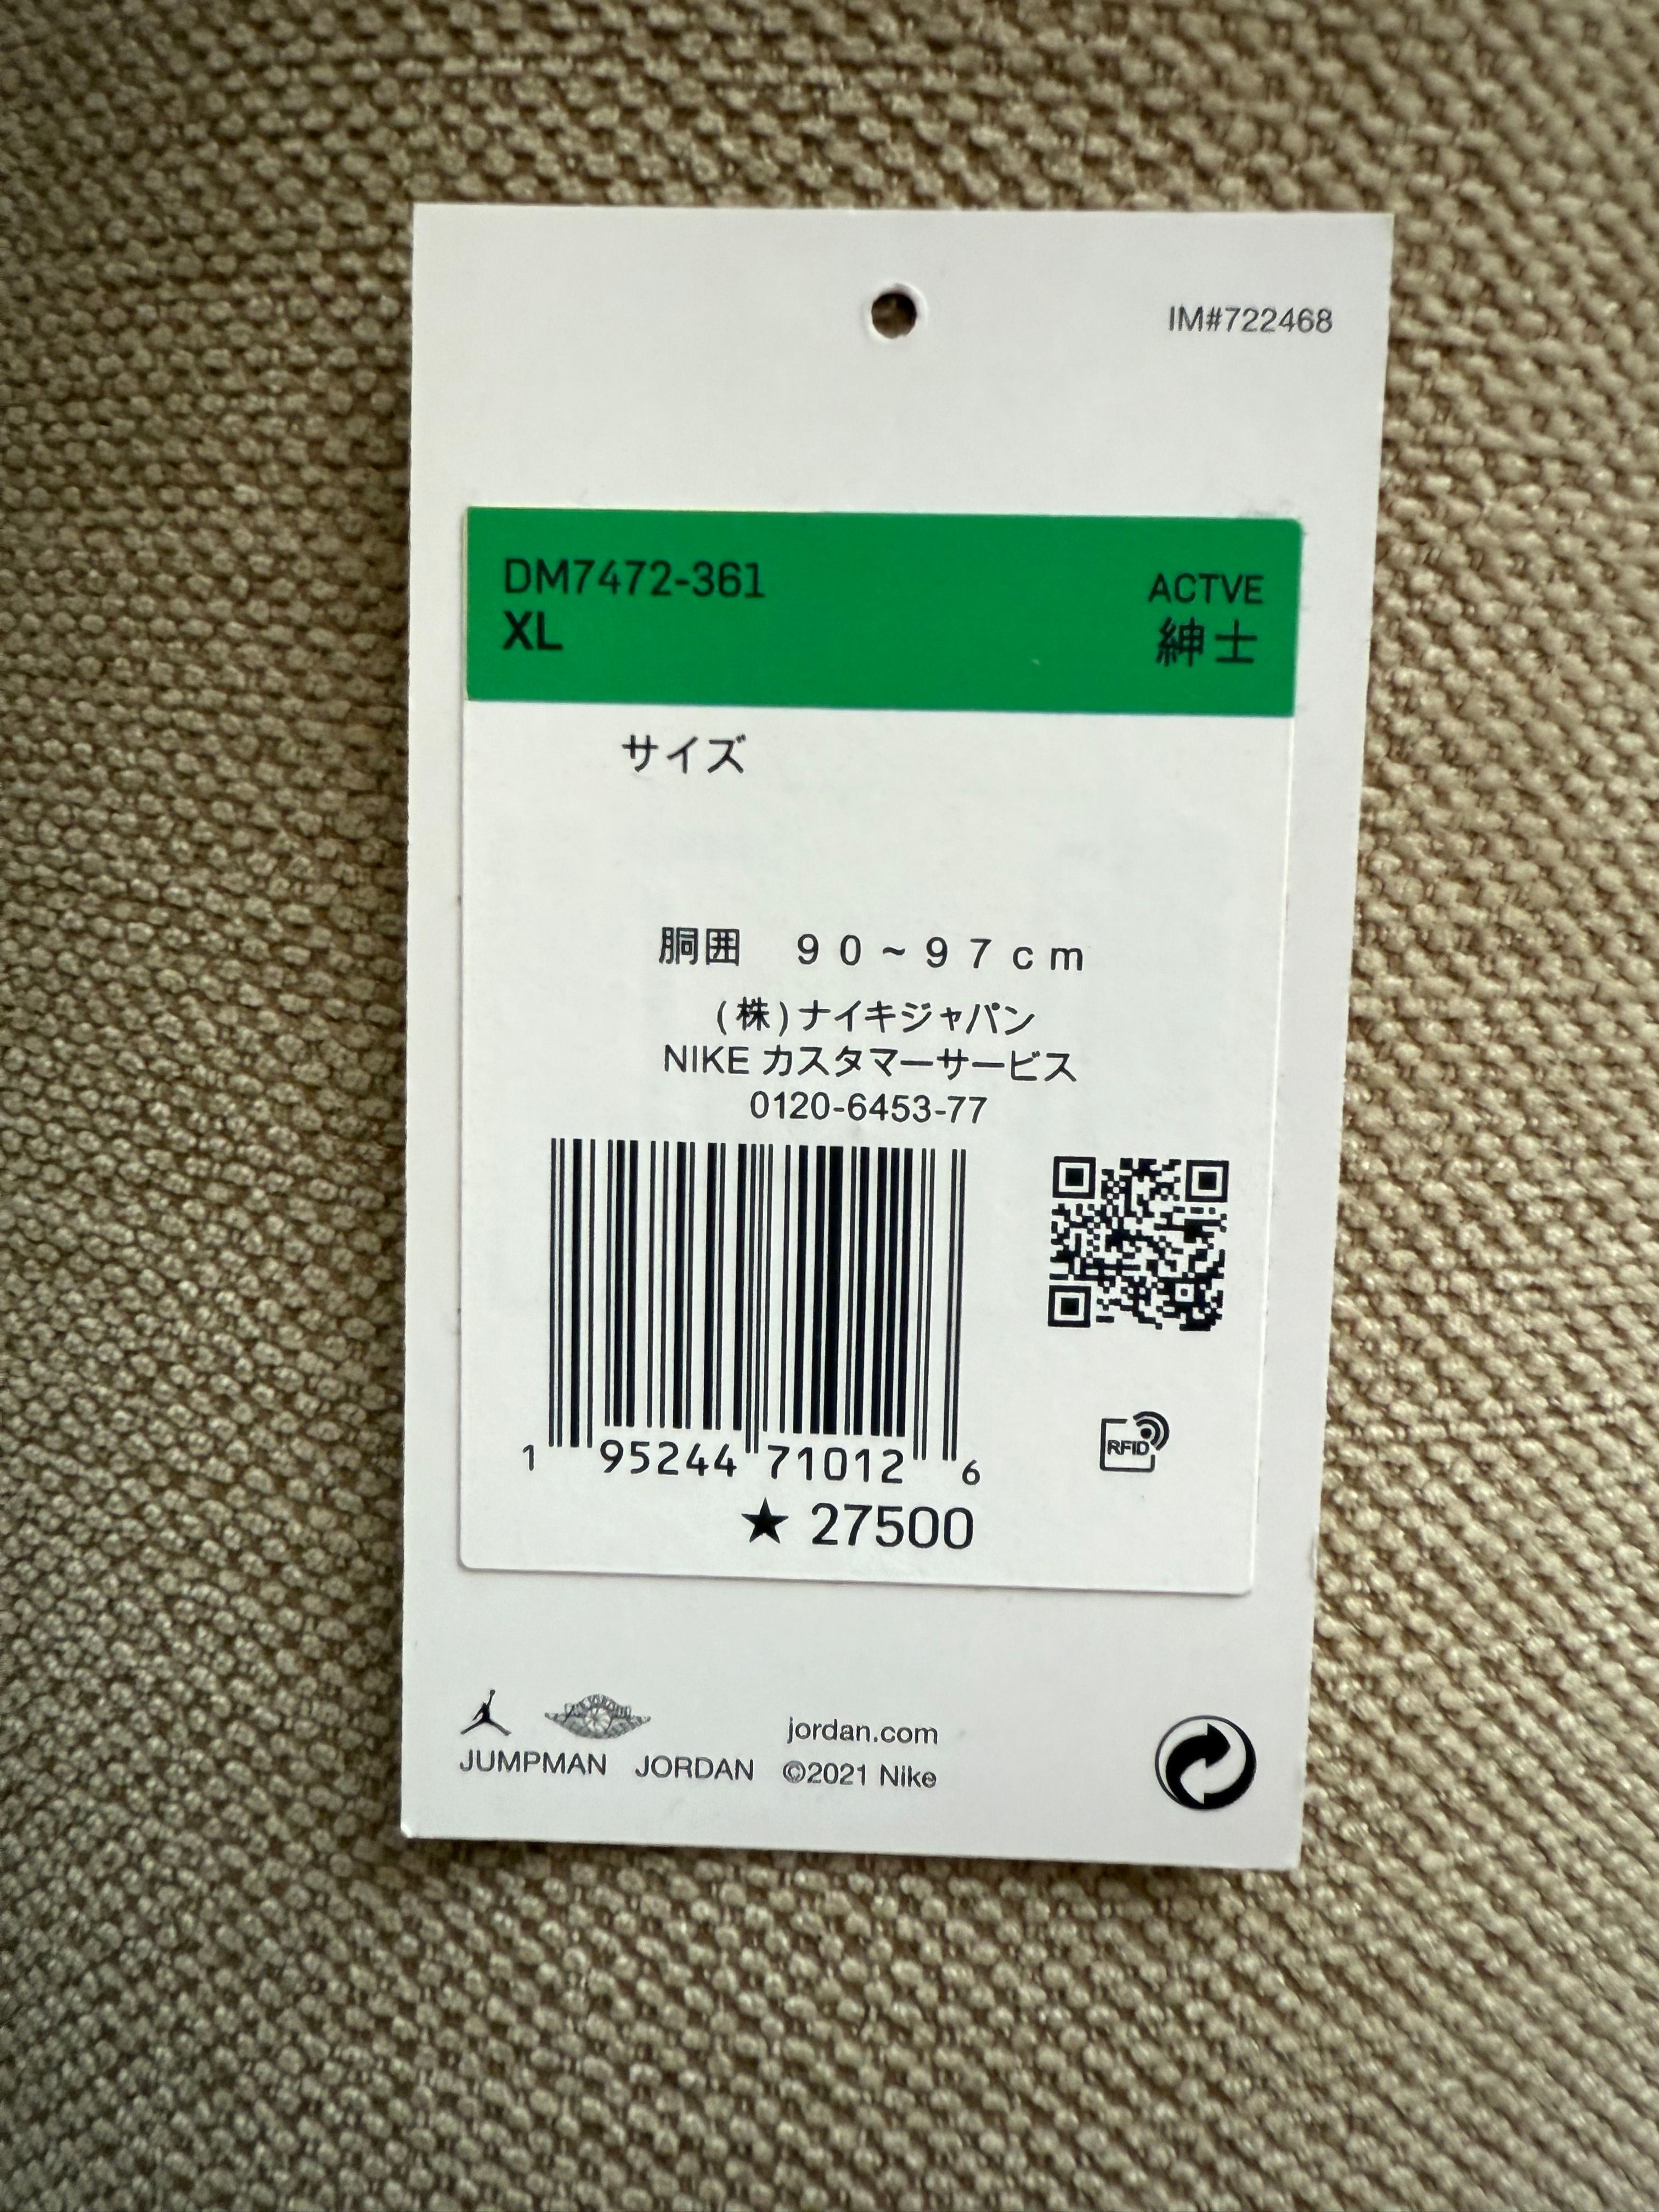 IM#722468
DM7472-361
ACTVE
XL
紳士
サイズ
胴囲　90~97cm
(株)ナイキジャパン
NIKE カスタマーサービス
0120-6453-77
RFID
1 95244 71012 6
★ 27500
jordan.com
JUMPMAN JORDAN ©2021 Nike